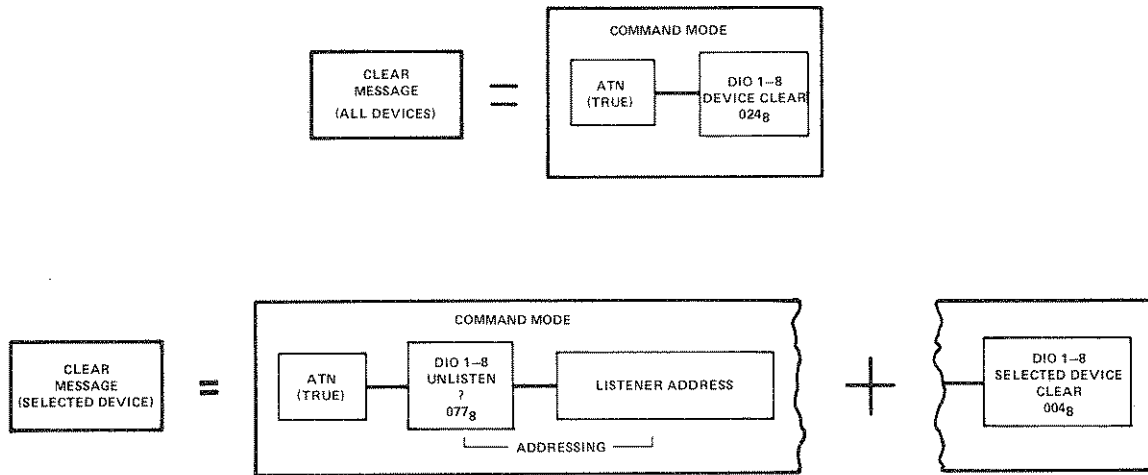 COMMAND MODE
CLEAR
MESSAGE
(ALL DEVICES)
=
ATN
(TRUE)
DIO 1–8
DEVICE CLEAR
024₈
COMMAND MODE
CLEAR
MESSAGE
(SELECTED DEVICE)
=
ATN
(TRUE)
DIO 1–8
UNLISTEN
?
077₈
LISTENER ADDRESS
ADDRESSING
+
DIO 1–8
SELECTED DEVICE
CLEAR
004₈